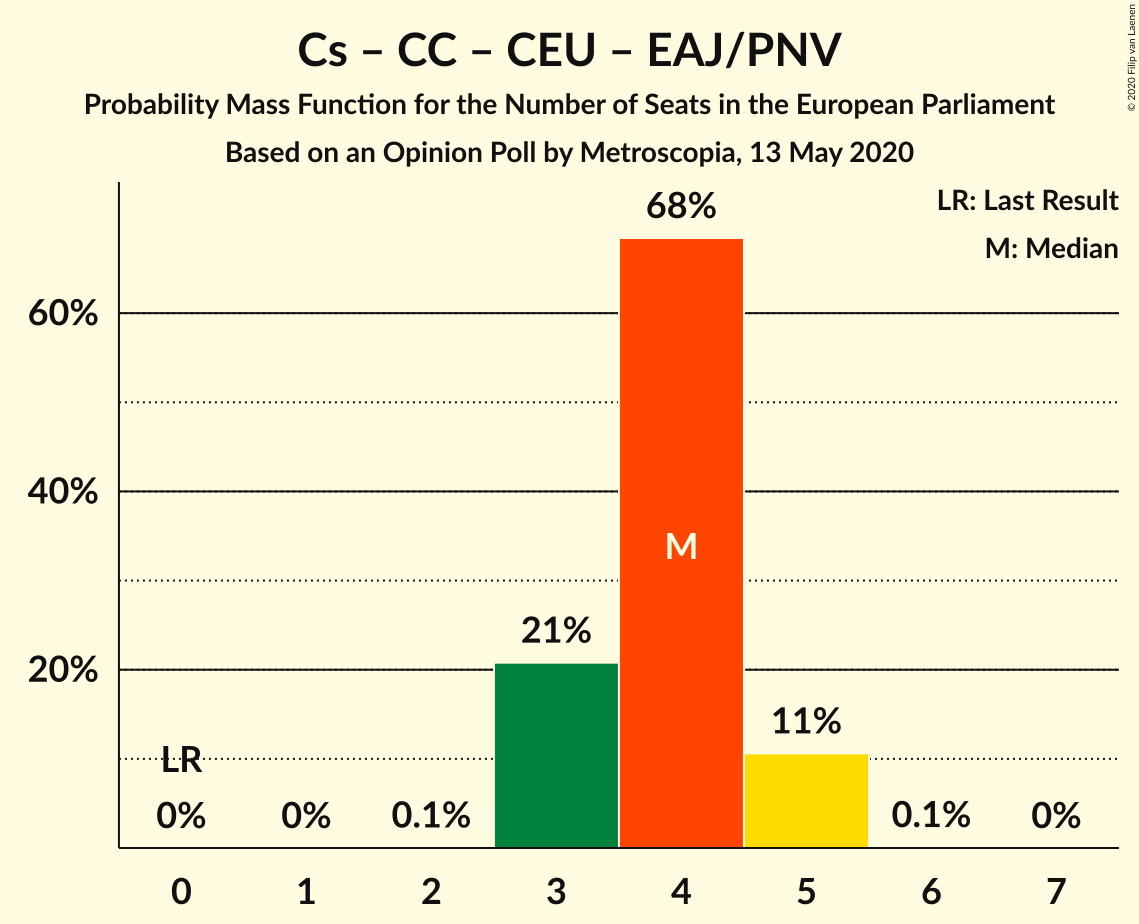 Cs – CC – CEU – EAJ/PNV
Probability Mass Function for the Number of Seats in the European Parliament
Based on an Opinion Poll by Metroscopia, 13 May 2020
© 2020 Filip van Laenen
LR: Last Result
M: Median
68%
60%
40%
M
21%
20%
11%
LR
0% 0% 0.1% 0.1% 0%
0 1 2 3 4 5 6 7